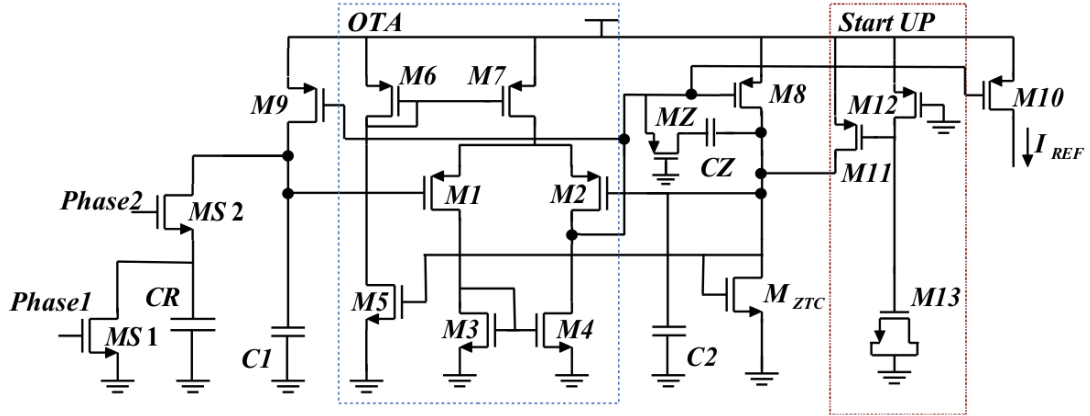 OTA
Start UP
M6
M7
M9
M8
MZ
M12
M10
CZ
M11
I REF
Phase2
MS 2
M1
M2
Phase1
CR
MS 1
M5
M ZTC
M13
C1
M3
M4
C2